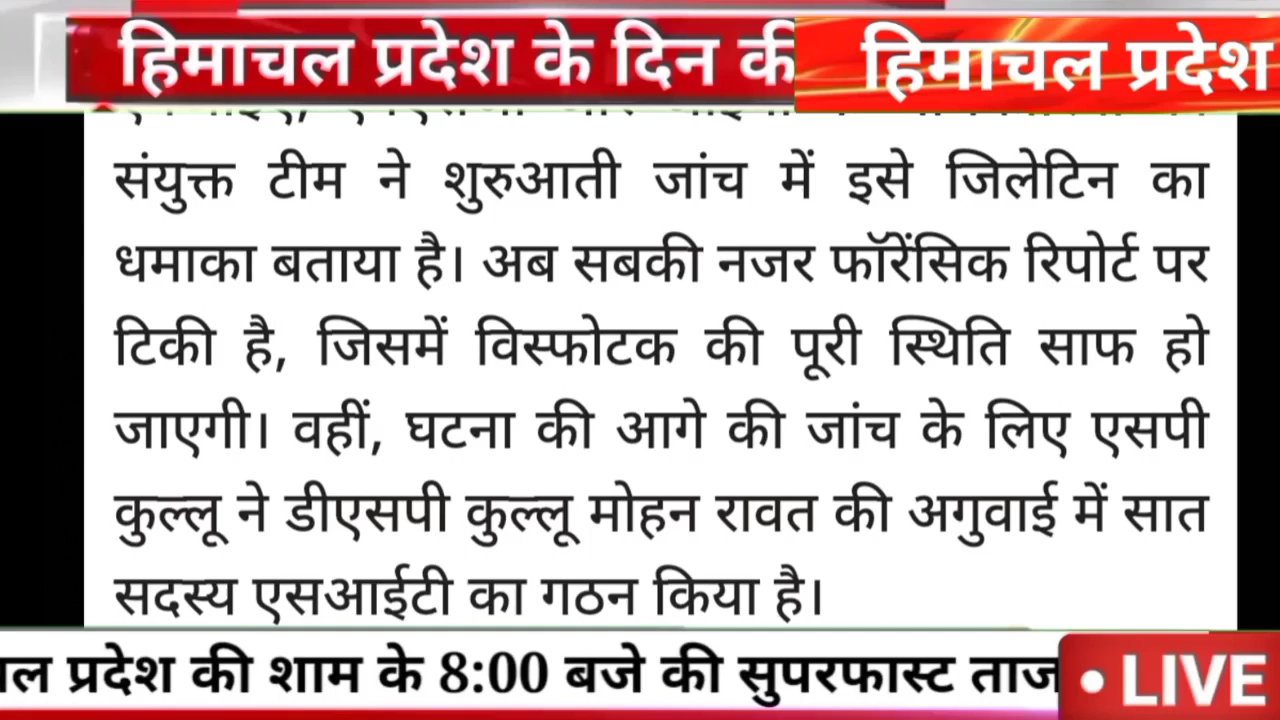 हिमाचल प्रदेश के दिन की
हिमाचल प्रदेश
संयुक्त टीम ने शुरुआती जांच में इसे जिलेटिन का
धमाका बताया है। अब सबकी नजर फॉरेंसिक रिपोर्ट पर
टिकी है, जिसमें विस्फोटक की पूरी स्थिति साफ हो
जाएगी। वहीं, घटना की आगे की जांच के लिए एसपी
कुल्लू ने डीएसपी कुल्लू मोहन रावत की अगुवाई में सात
सदस्य एसआईटी का गठन किया है।
प्रदेश की शाम के 8:00 बजे की सुपरफास्ट
• LIVE